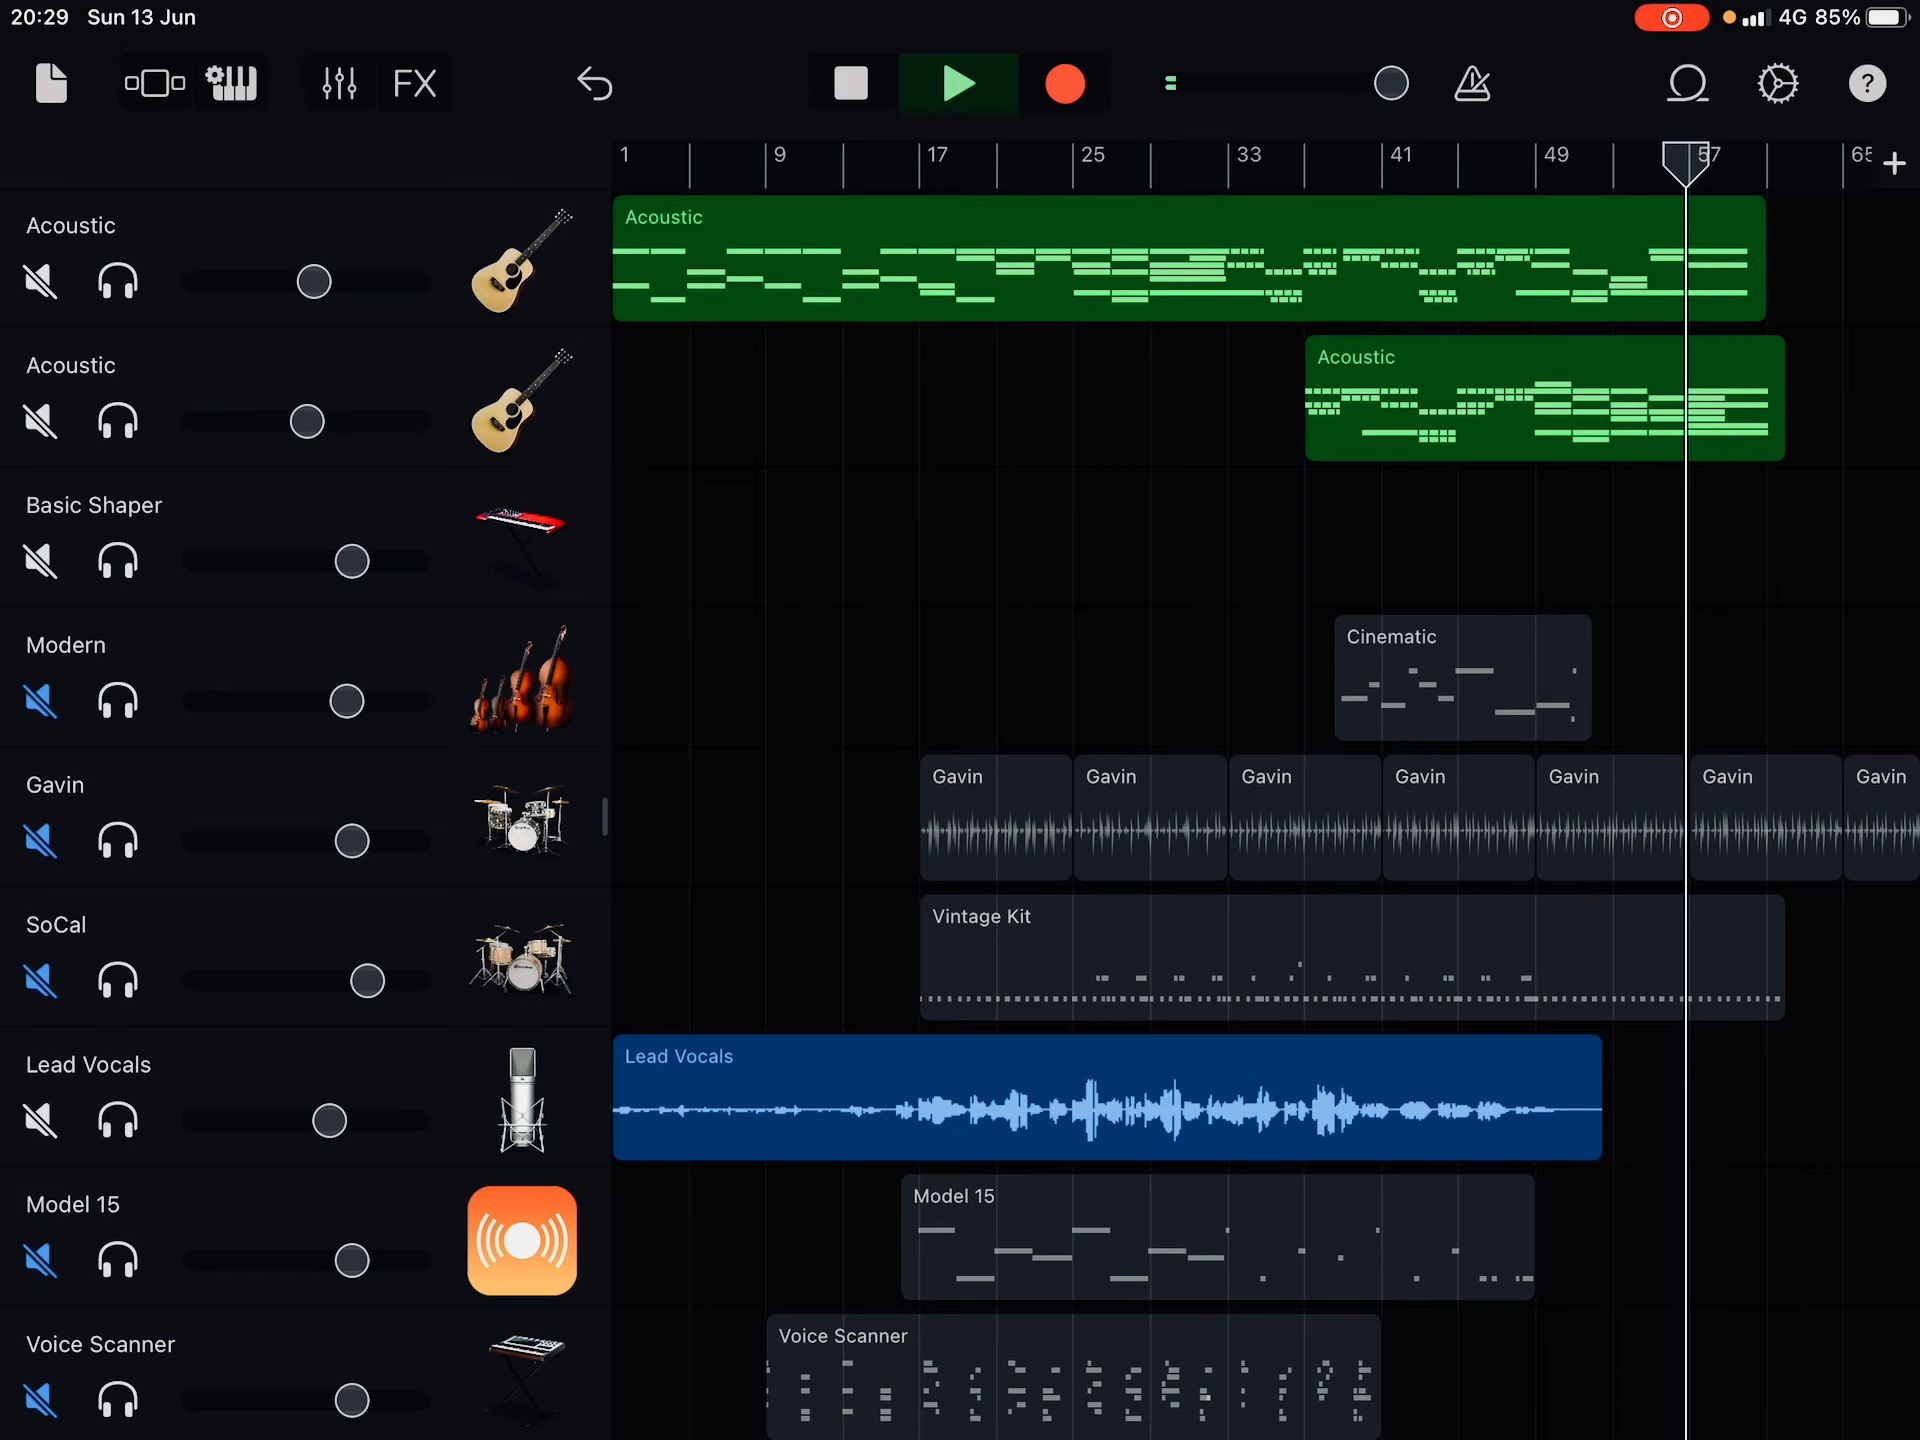 20:29 Sun 13 Jun
4G 85%
FX
?
1 9 17 25 33 41 49 57 65 +
Acoustic
Acoustic
Acoustic
Acoustic
Basic Shaper
Modern
Cinematic
Gavin
Gavin Gavin Gavin Gavin Gavin Gavin Gavin
SoCal
Vintage Kit
Lead Vocals
Lead Vocals
Model 15
Model 15
Voice Scanner
Voice Scanner